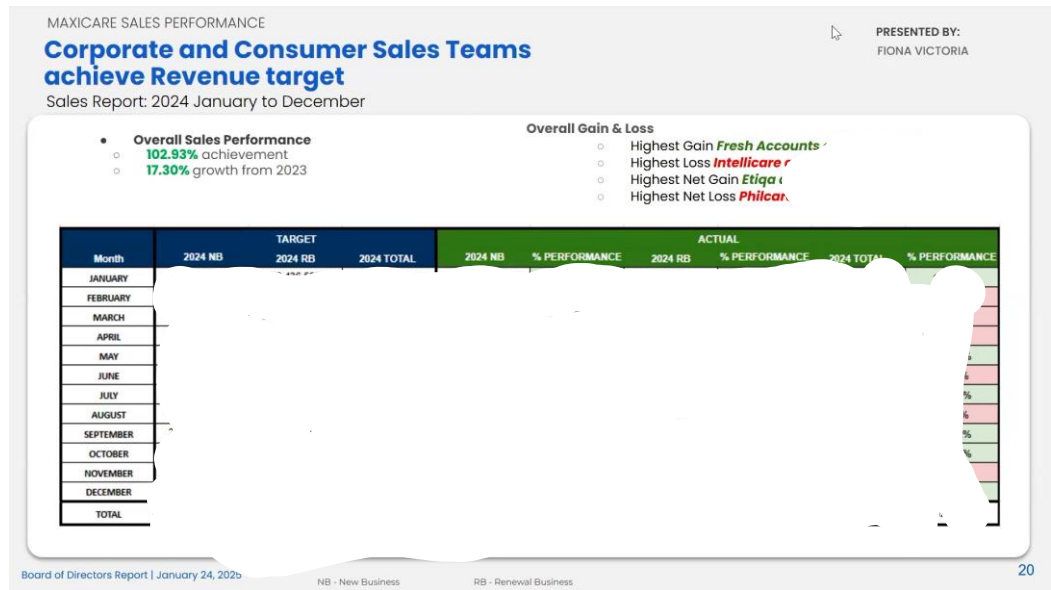 MAXICARE SALES PERFORMANCE
Corporate and Consumer Sales Teams
achieve Revenue target
Sales Report: 2024 January to December
PRESENTED BY:
FIONA VICTORIA
Overall Sales Performance
102.93% achievement
17.30% growth from 2023
Overall Gain & Loss
Highest Gain Fresh Accounts
Highest Loss Intellicare
Highest Net Gain Etiqa
Highest Net Loss Philcar
TARGET ACTUAL
Month 2024 NB 2024 RB 2024 TOTAL 2024 NB % PERFORMANCE 2024 RB % PERFORMANCE 2024 TOTAL % PERFORMANCE
JANUARY
FEBRUARY
MARCH
APRIL
MAY %
JUNE %
JULY %
AUGUST %
SEPTEMBER %
OCTOBER %
NOVEMBER
DECEMBER
TOTAL
Board of Directors Report | January 24, 2025
NB - New Business
RB - Renewal Business
20